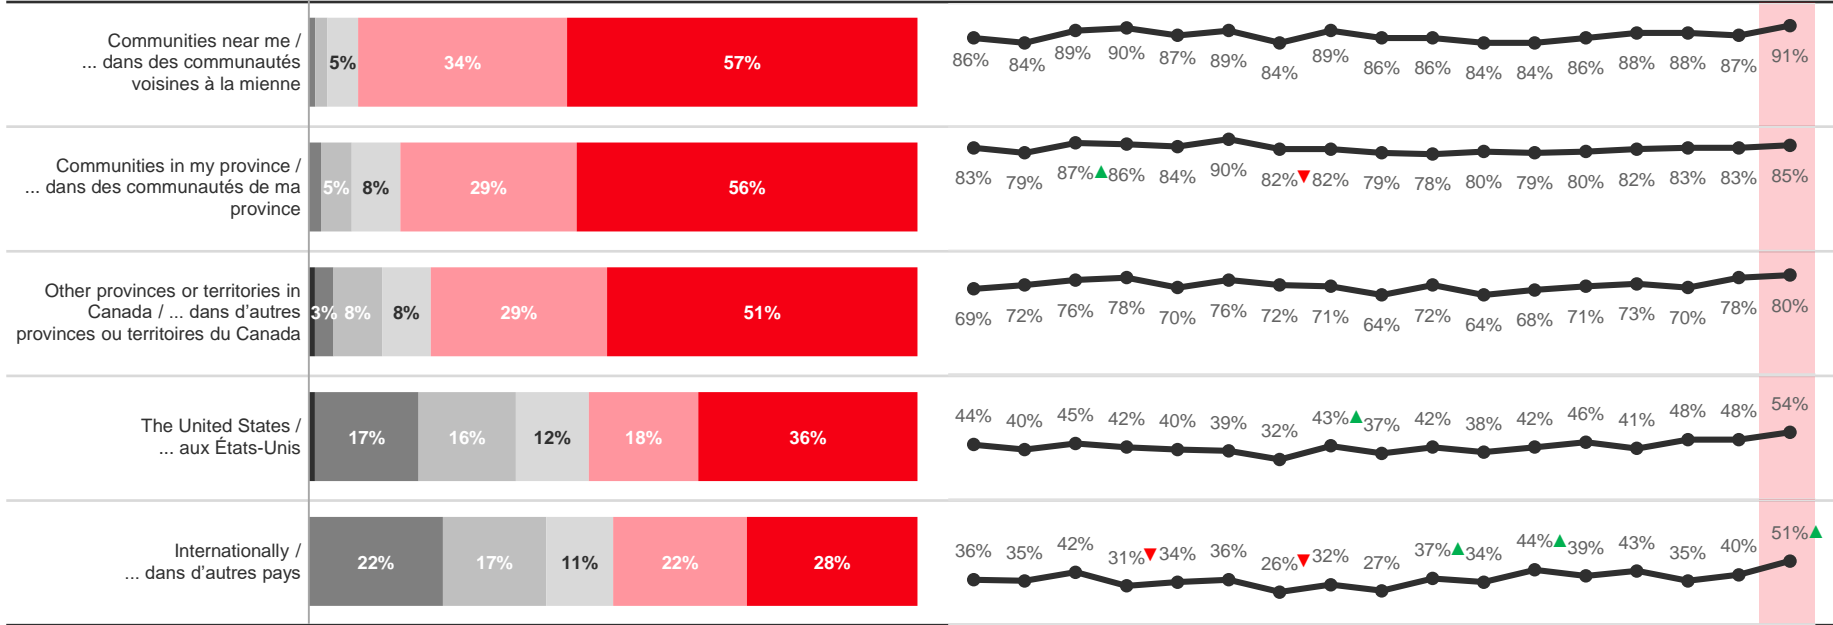 Communities near me /
... dans des communautés
voisines à la mienne
5% 34% 57%
86% 84% 89% 90% 87% 89% 84% 89% 86% 86% 84% 84% 86% 88% 88% 87% 91%
Communities in my province /
... dans des communautés de ma
province
5% 8% 29% 56%
83% 79% 87% 86% 84% 90% 82% 82% 79% 78% 80% 79% 80% 82% 83% 83% 85%
Other provinces or territories in
Canada / ... dans d'autres
provinces ou territoires du Canada
3% 8% 8% 29% 51%
69% 72% 76% 78% 70% 76% 72% 71% 64% 72% 64% 68% 71% 73% 70% 78% 80%
The United States /
... aux États-Unis
17% 16% 12% 18% 36%
44% 40% 45% 42% 40% 39% 32% 43% 37% 42% 38% 42% 46% 41% 48% 48% 54%
Internationally /
... dans d'autres pays
22% 17% 11% 22% 28%
36% 35% 42% 31% 34% 36% 26% 32% 27% 37% 34% 44% 39% 43% 35% 40% 51%